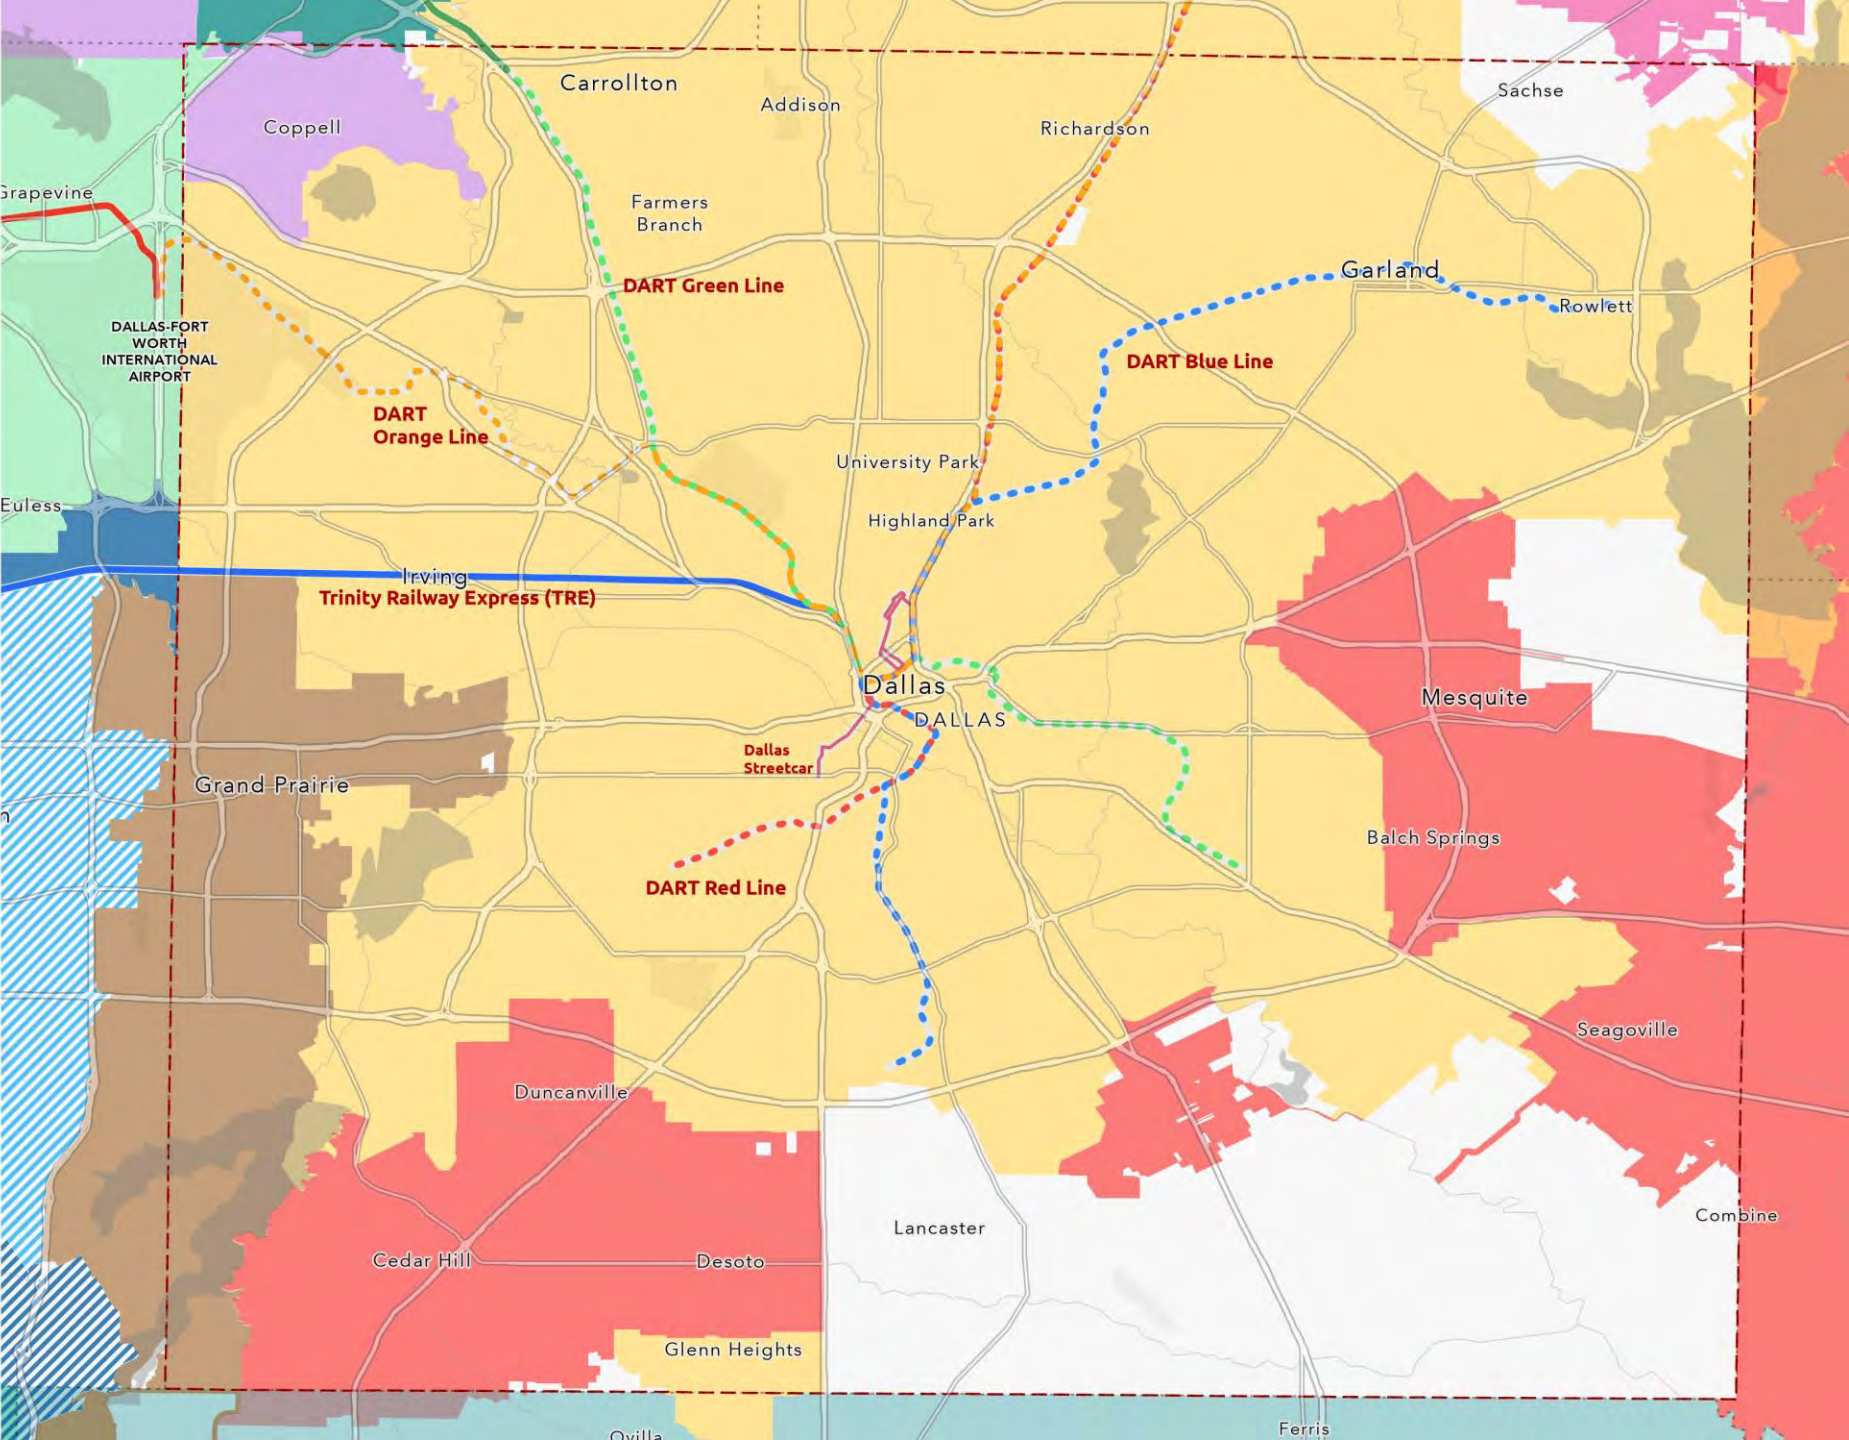 Carrollton
Addison
Sachse
Coppell
Richardson
Grapevine
Farmers
Branch
DART Green Line
Garland
Rowlett
DALLAS-FORT
WORTH
INTERNATIONAL
AIRPORT
DART Blue Line
DART
Orange Line
University Park
Euless
Highland Park
Irving
Trinity Railway Express (TRE)
Dallas
DALLAS
Mesquite
Dallas
Streetcar
Grand Prairie
n
Balch Springs
DART Red Line
Seagoville
Duncanville
Combine
Lancaster
Cedar Hill
Desoto
Glenn Heights
Ferris
Ovilla